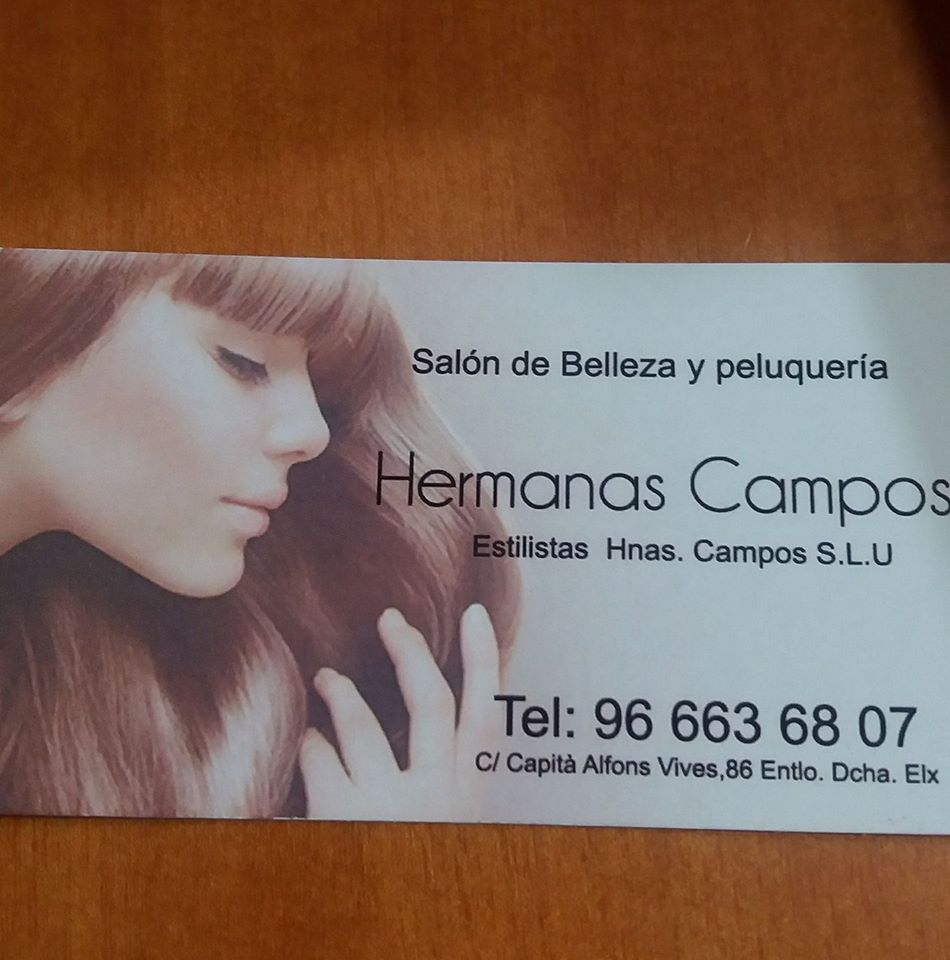 Salón de Belleza y peluquería
Hermanas Campos
Estilistas Hnas. Campos S.L.U
Tel: 96 663 68 07
C/ Capità Alfons Vives,86 Entlo. Dcha. Elx